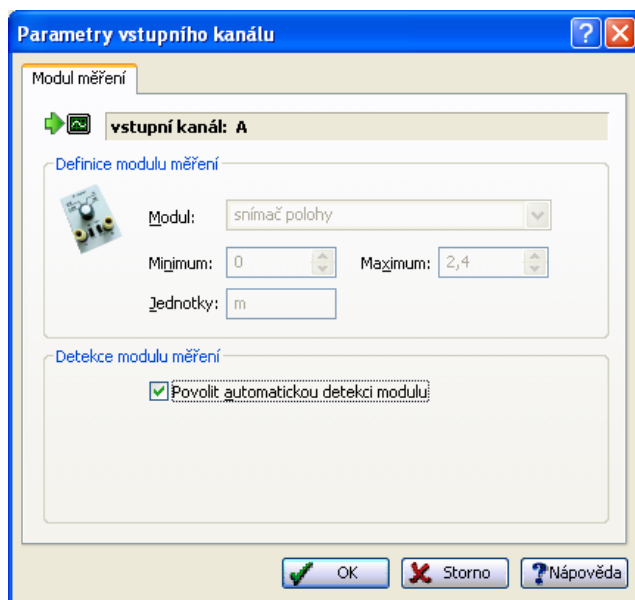 Parametry vstupního kanálu
Modul měření
vstupní kanál: A
Definice modulu měření
Modul: snímač polohy
Minimum: 0 Maximum: 2,4
Jednotky: m
Detekce modulu měření
Povolit automatickou detekci modulu
OK Storno ?Nápověda